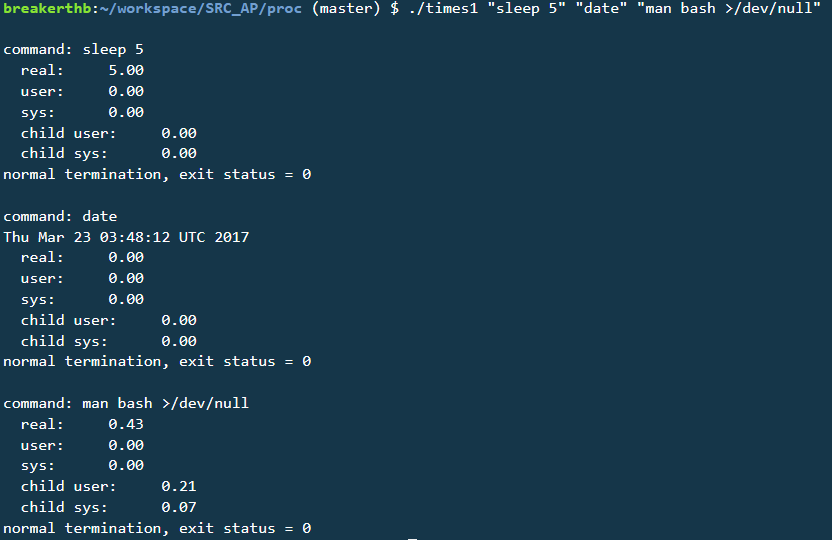 breakerthb:~/workspace/SRC_AP/proc (master) $ ./times1 "sleep 5" "date" "man bash >/dev/null"
command: sleep 5
real: 5.00
user: 0.00
sys: 0.00
child user: 0.00
child sys: 0.00
normal termination, exit status = 0
command: date
Thu Mar 23 03:48:12 UTC 2017
real: 0.00
user: 0.00
sys: 0.00
child user: 0.00
child sys: 0.00
normal termination, exit status = 0
command: man bash >/dev/null
real: 0.43
user: 0.00
sys: 0.00
child user: 0.21
child sys: 0.07
normal termination, exit status = 0